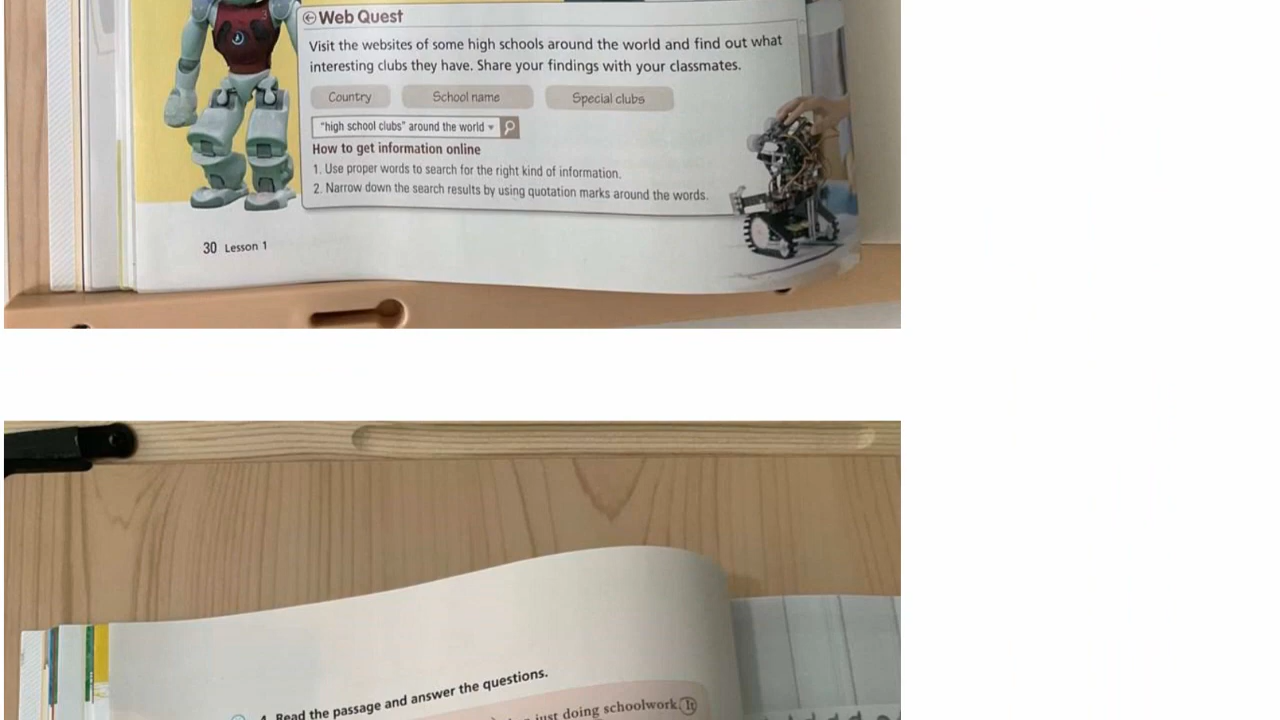 Web Quest
Visit the websites of some high schools around the world and find out what
interesting clubs they have. Share your findings with your classmates.
Country School name Special clubs
"high school clubs" around the world
How to get information online
1. Use proper words to search for the right kind of information.
2. Narrow down the search results by using quotation marks around the words.
30 Lesson 1
Read the passage and answer the questions.
just doing schoolwork. It